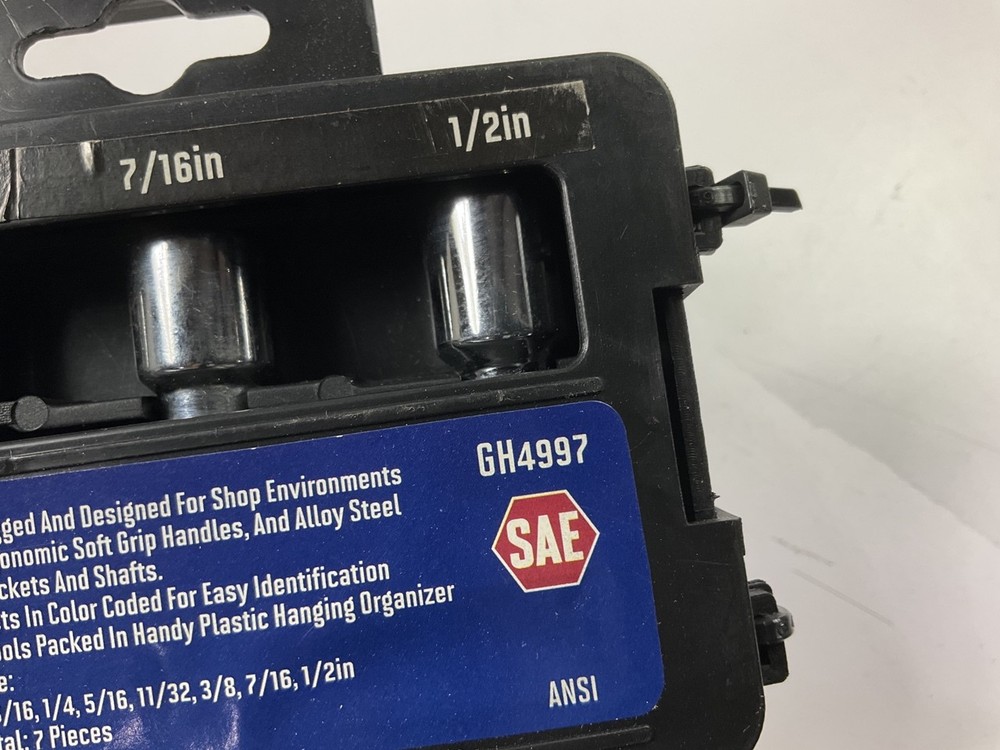 7/16in
1/2in
GH4997
SAE
ged And Designed For Shop Environments
onomic Soft Grip Handles, And Alloy Steel
ckets And Shafts.
ts In Color Coded For Easy Identification
ols Packed In Handy Plastic Hanging Organizer
e:
/16, 1/4, 5/16, 11/32, 3/8, 7/16, 1/2in
tal: 7 Pieces
ANSI